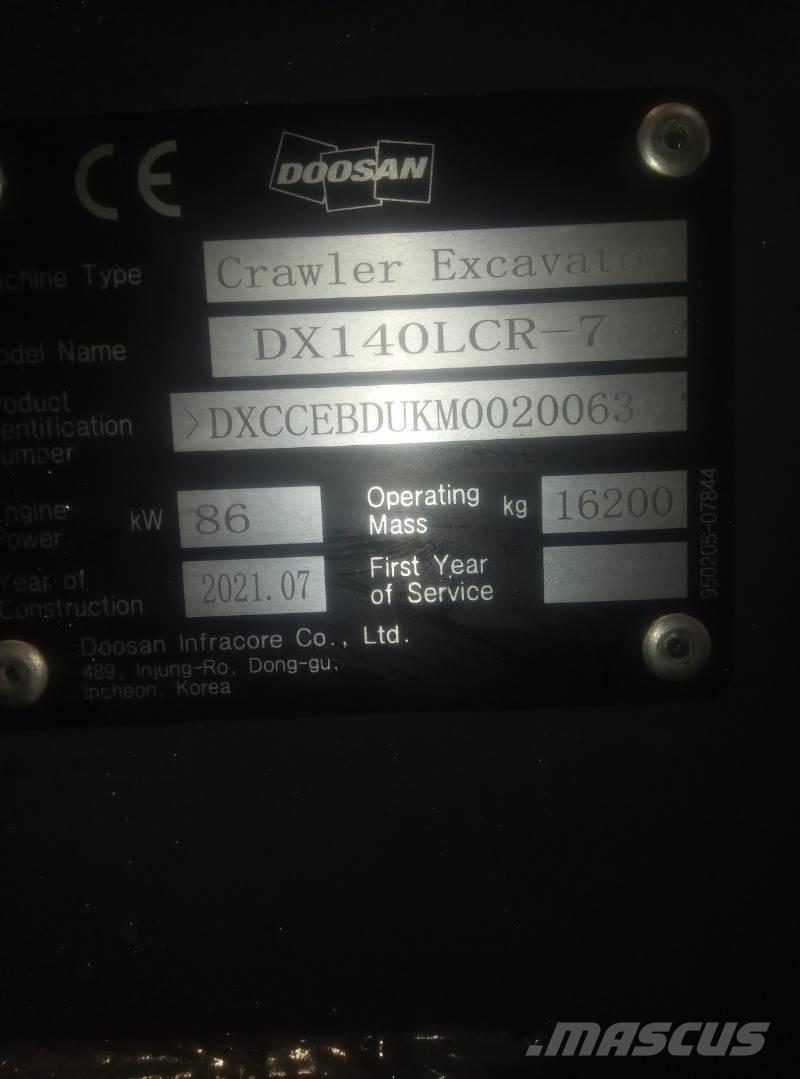 CE DOOSAN
chine Type Crawler Excavator
odel Name DX140LCR-7
roduct
entification
umber
>DXCCEBDUKM0020063
ngine
ower
kW 86
Operating
Mass
kg 16200
Year of
Construction
2021.07
First Year
of Service
Doosan Infracore Co., Ltd.
489, Injung-Ro, Dong-gu,
Incheon, Korea
950205-07844
.MASCUS